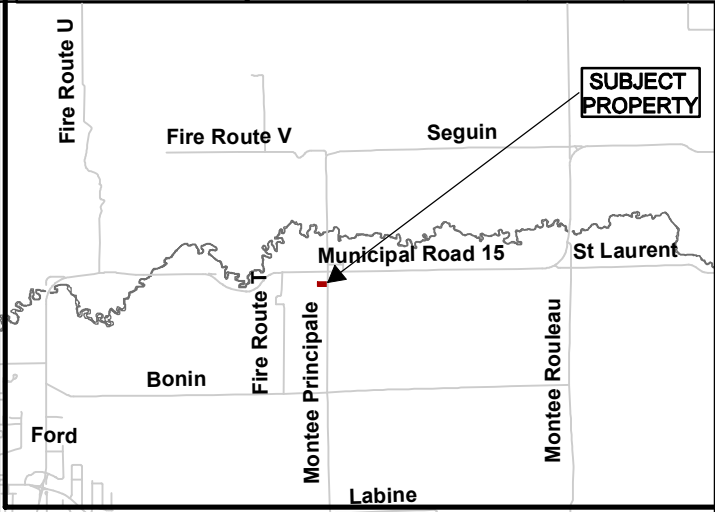 Fire Route U
SUBJECT
PROPERTY
Fire Route V
Seguin
Municipal Road 15
St Laurent
Fire Route T
Montee Principale
Montee Rouleau
Bonin
Ford
Labine